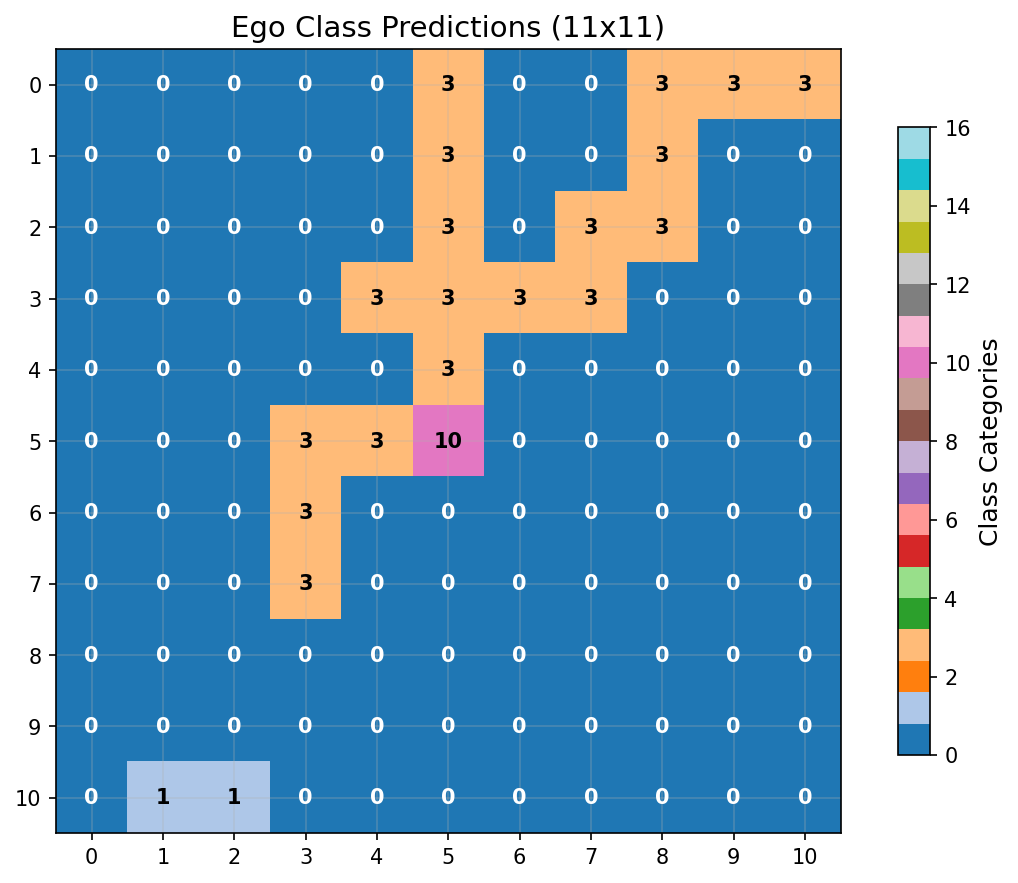 Ego Class Predictions (11x11)
0 0 0 0 0 0 3 0 0 3 3 3
1 0 0 0 0 0 3 0 0 3 0 0
2 0 0 0 0 0 3 0 3 3 0 0
3 0 0 0 0 3 3 3 3 0 0 0
4 0 0 0 0 0 3 0 0 0 0 0
5 0 0 0 3 3 10 0 0 0 0 0
6 0 0 0 3 0 0 0 0 0 0 0
7 0 0 0 3 0 0 0 0 0 0 0
8 0 0 0 0 0 0 0 0 0 0 0
9 0 0 0 0 0 0 0 0 0 0 0
10 0 1 1 0 0 0 0 0 0 0 0
0 1 2 3 4 5 6 7 8 9 10
16
14
12
10
8
6
4
2
0
Class Categories